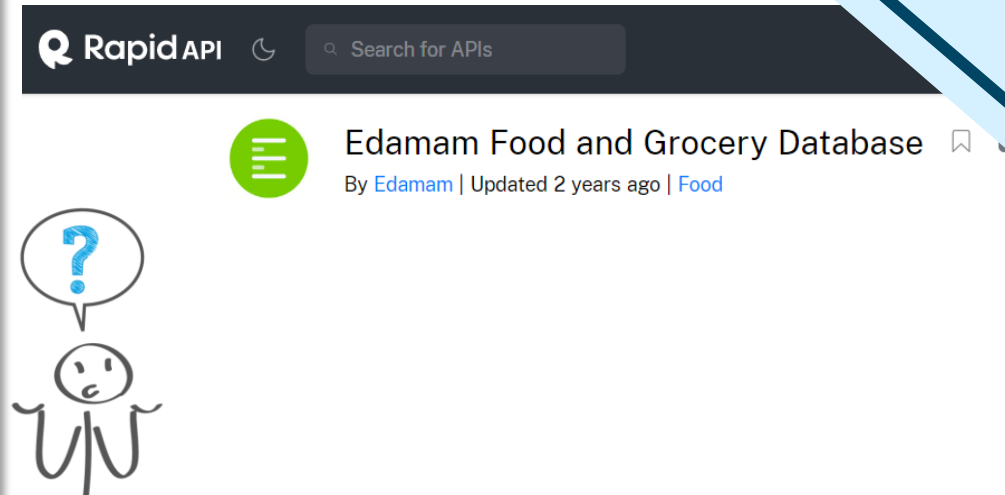 Rapid API
Search for APIs
Edamam Food and Grocery Database
By Edamam | Updated 2 years ago | Food
?